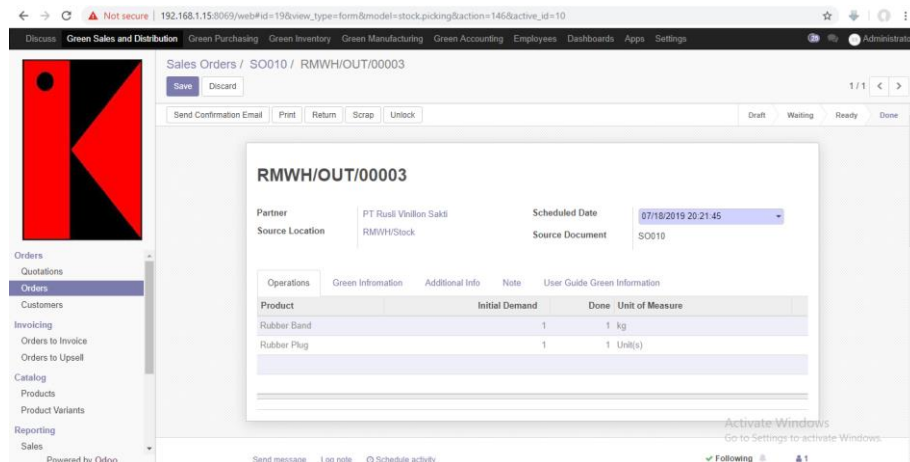 Not secure | 192.168.1.15:8069/web#id=19&view_type=form&model=stock.picking&action=146&active_id=10
Discuss Green Sales and Distribution Green Purchasing Green Inventory Green Manufacturing Green Accounting Employees Dashboards Apps Settings Administrato
Sales Orders / SO010 / RMWH/OUT/00003
Save Discard 1 / 1
Send Confirmation Email Print Return Scrap Unlock Draft Waiting Ready Done
RMWH/OUT/00003
Partner PT Rusli Vinilon Sakti Scheduled Date 07/18/2019 20:21:45
Source Location RMWH/Stock Source Document SO010
Orders
Quotations
Orders
Customers
Invoicing
Orders to Invoice
Orders to Upsell
Catalog
Products
Product Variants
Reporting
Sales
Powered by Odoo
Operations Green Infromation Additional Info Note User Guide Green Information
Product Initial Demand Done Unit of Measure
Rubber Band 1 1 kg
Rubber Plug 1 1 Unit(s)
Activate Windows
Go to Settings to activate Windows.
Send message Log note Schedule activity Following 1